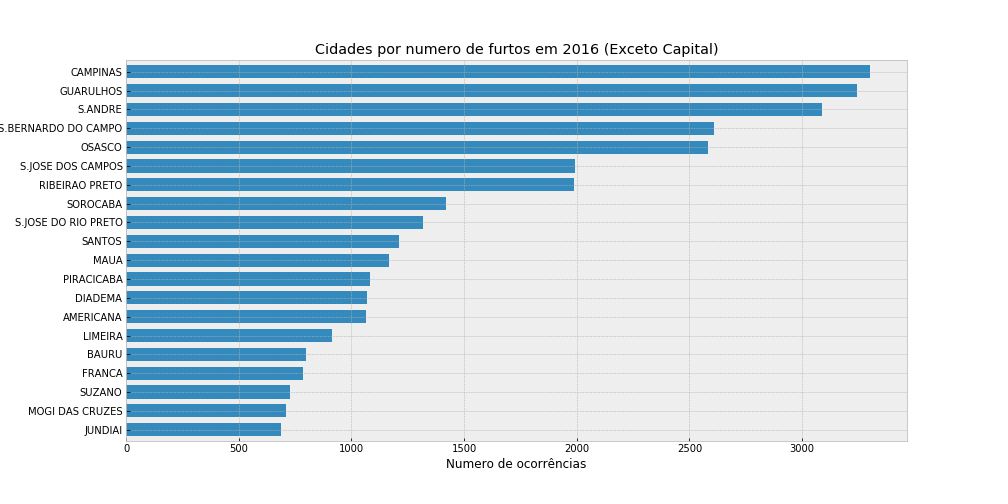 Cidades por numero de furtos em 2016 (Exceto Capital)
CAMPINAS
GUARULHOS
S.ANDRE
S.BERNARDO DO CAMPO
OSASCO
S.JOSE DOS CAMPOS
RIBEIRAO PRETO
SOROCABA
S.JOSE DO RIO PRETO
SANTOS
MAUA
PIRACICABA
DIADEMA
AMERICANA
LIMEIRA
BAURU
FRANCA
SUZANO
MOGI DAS CRUZES
JUNDIAI
0 500 1000 1500 2000 2500 3000
Numero de ocorrências